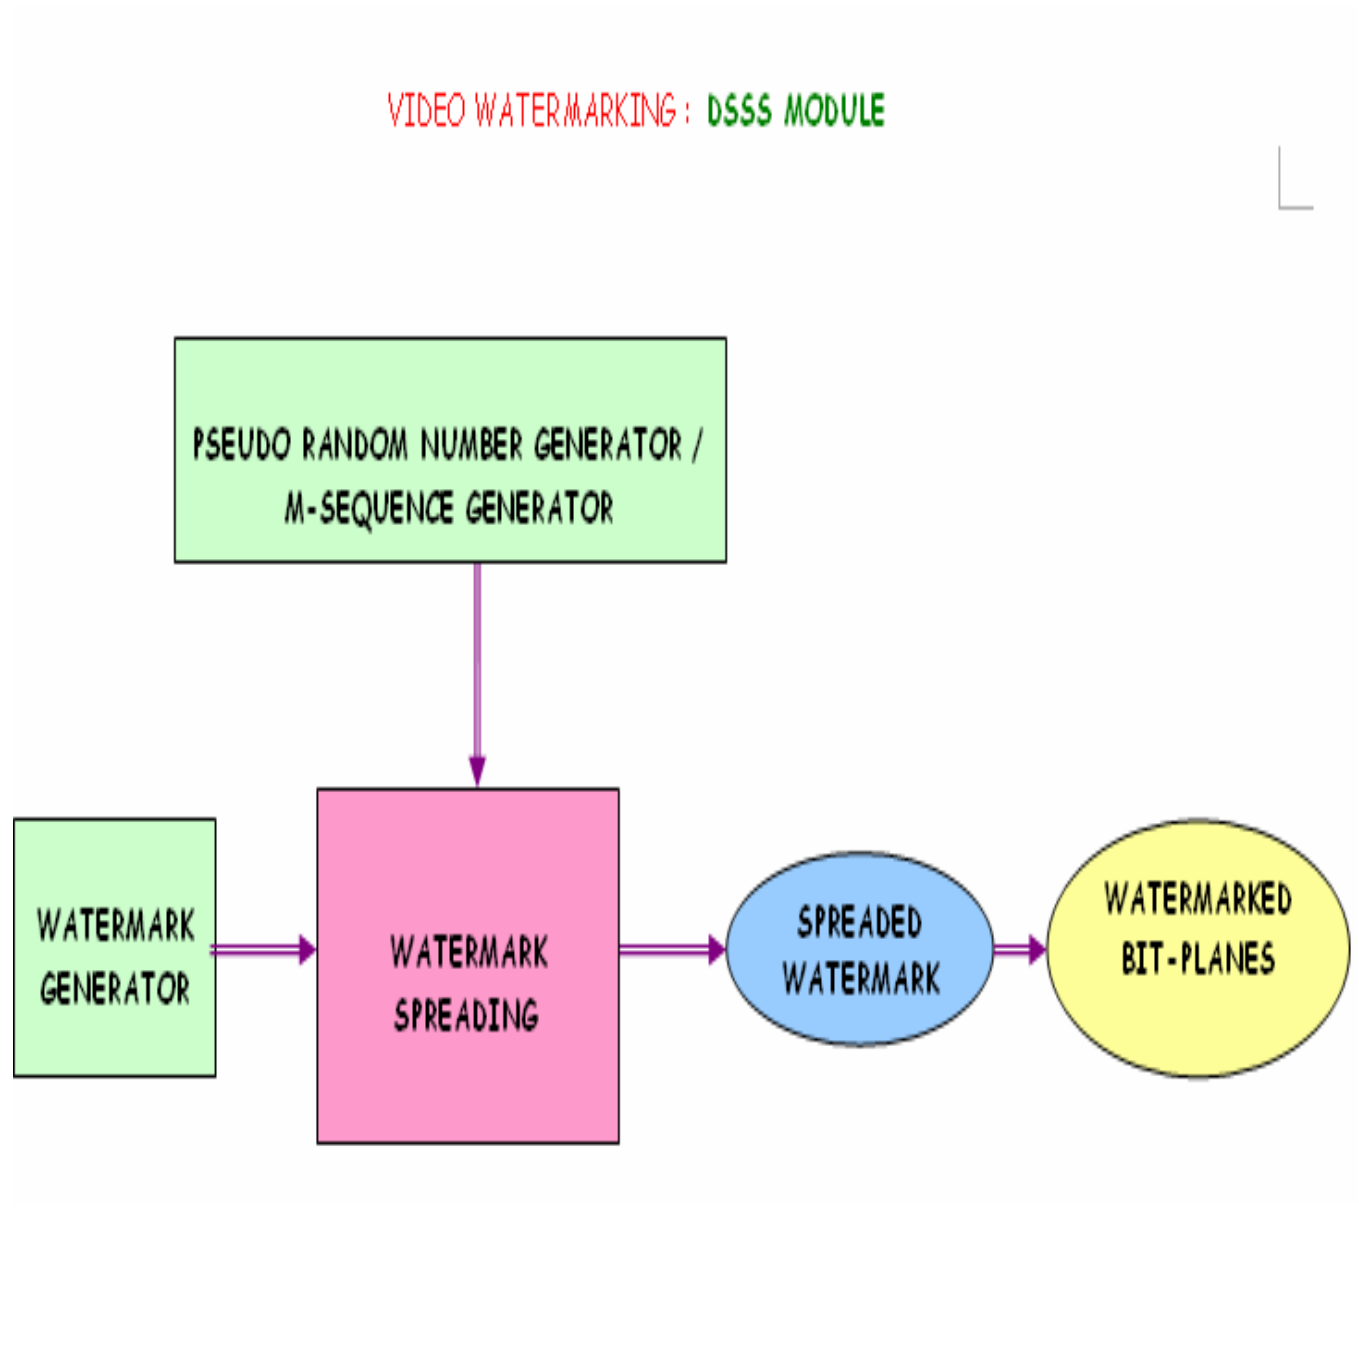 VIDEO WATERMARKING : DSSS MODULE
PSEUDO RANDOM NUMBER GENERATOR /
M-SEQUENCE GENERATOR
WATERMARK
GENERATOR
WATERMARK
SPREADING
SPREADED
WATERMARK
WATERMARKED
BIT-PLANES